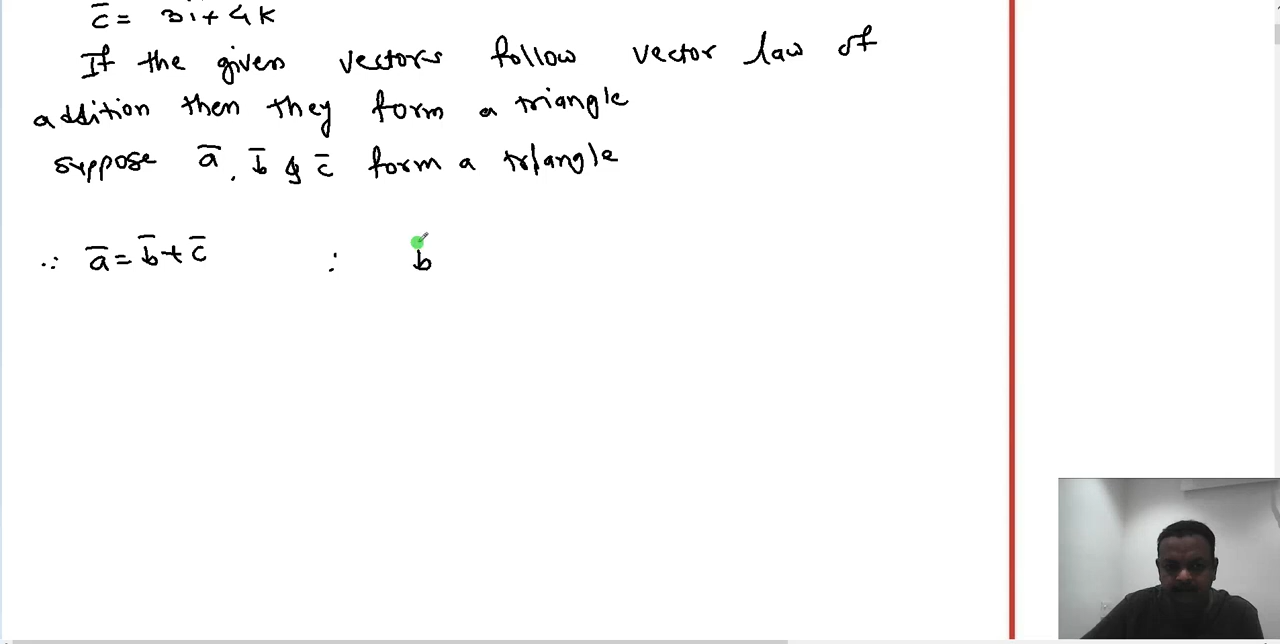 c̄ = 3i + 4k
If the given vectors follow vector law of
addition then they form a triangle
suppose ā, b̄ & c̄ form a triangle
∵ ā = b̄ + c̄ : b